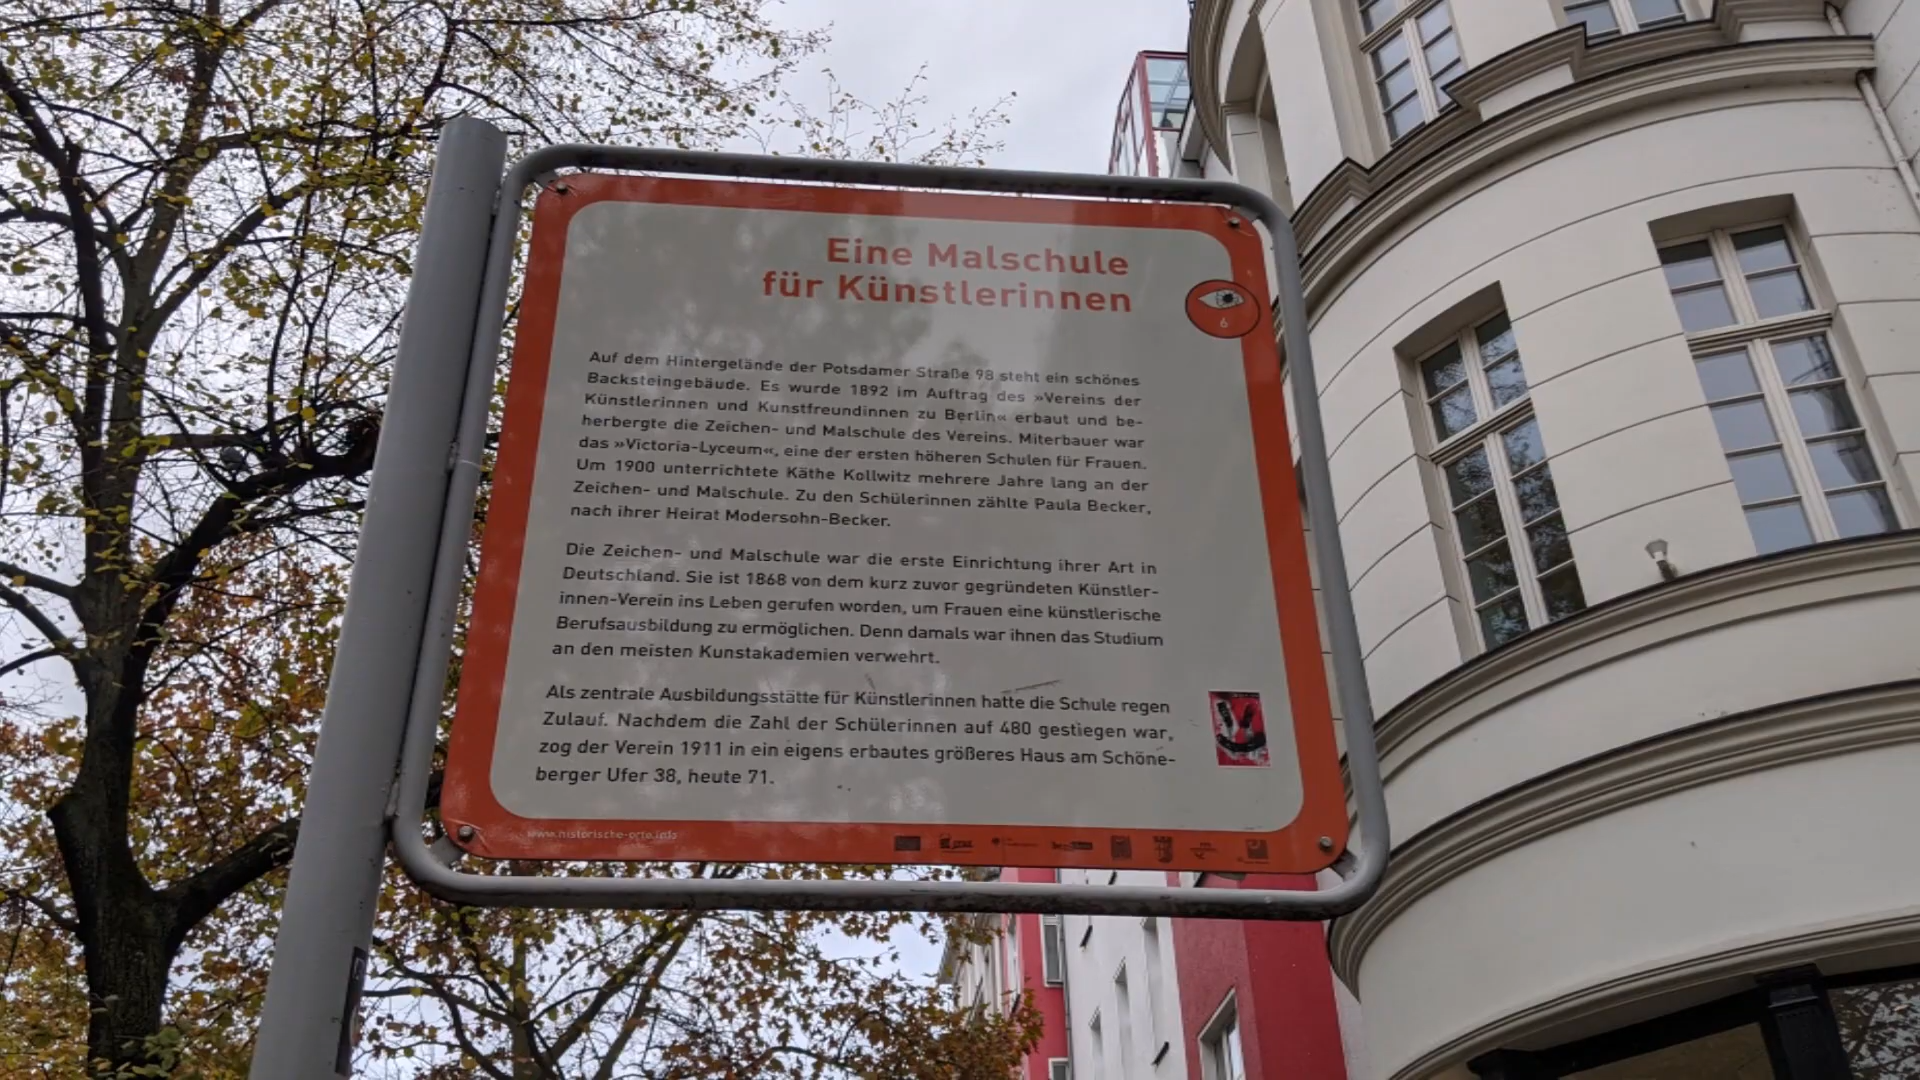 Eine Malschule
für Künstlerinnen
6
Auf dem Hintergelände der Potsdamer Straße 98 steht ein schönes
Backsteingebäude. Es wurde 1892 im Auftrag des »Vereins der
Künstlerinnen und Kunstfreundinnen zu Berlin« erbaut und be-
herbergte die Zeichen- und Malschule des Vereins. Miterbauer war
das »Victoria-Lyceum«, eine der ersten höheren Schulen für Frauen.
Um 1900 unterrichtete Käthe Kollwitz mehrere Jahre lang an der
Zeichen- und Malschule. Zu den Schülerinnen zählte Paula Becker,
nach ihrer Heirat Modersohn-Becker.
Die Zeichen- und Malschule war die erste Einrichtung ihrer Art in
Deutschland. Sie ist 1868 von dem kurz zuvor gegründeten Künstler-
innen-Verein ins Leben gerufen worden, um Frauen eine künstlerische
Berufsausbildung zu ermöglichen. Denn damals war ihnen das Studium
an den meisten Kunstakademien verwehrt.
Als zentrale Ausbildungsstätte für Künstlerinnen hatte die Schule regen
Zulauf. Nachdem die Zahl der Schülerinnen auf 480 gestiegen war,
zog der Verein 1911 in ein eigens erbautes größeres Haus am Schöne-
berger Ufer 38, heute 71.
www.historische-orte.info